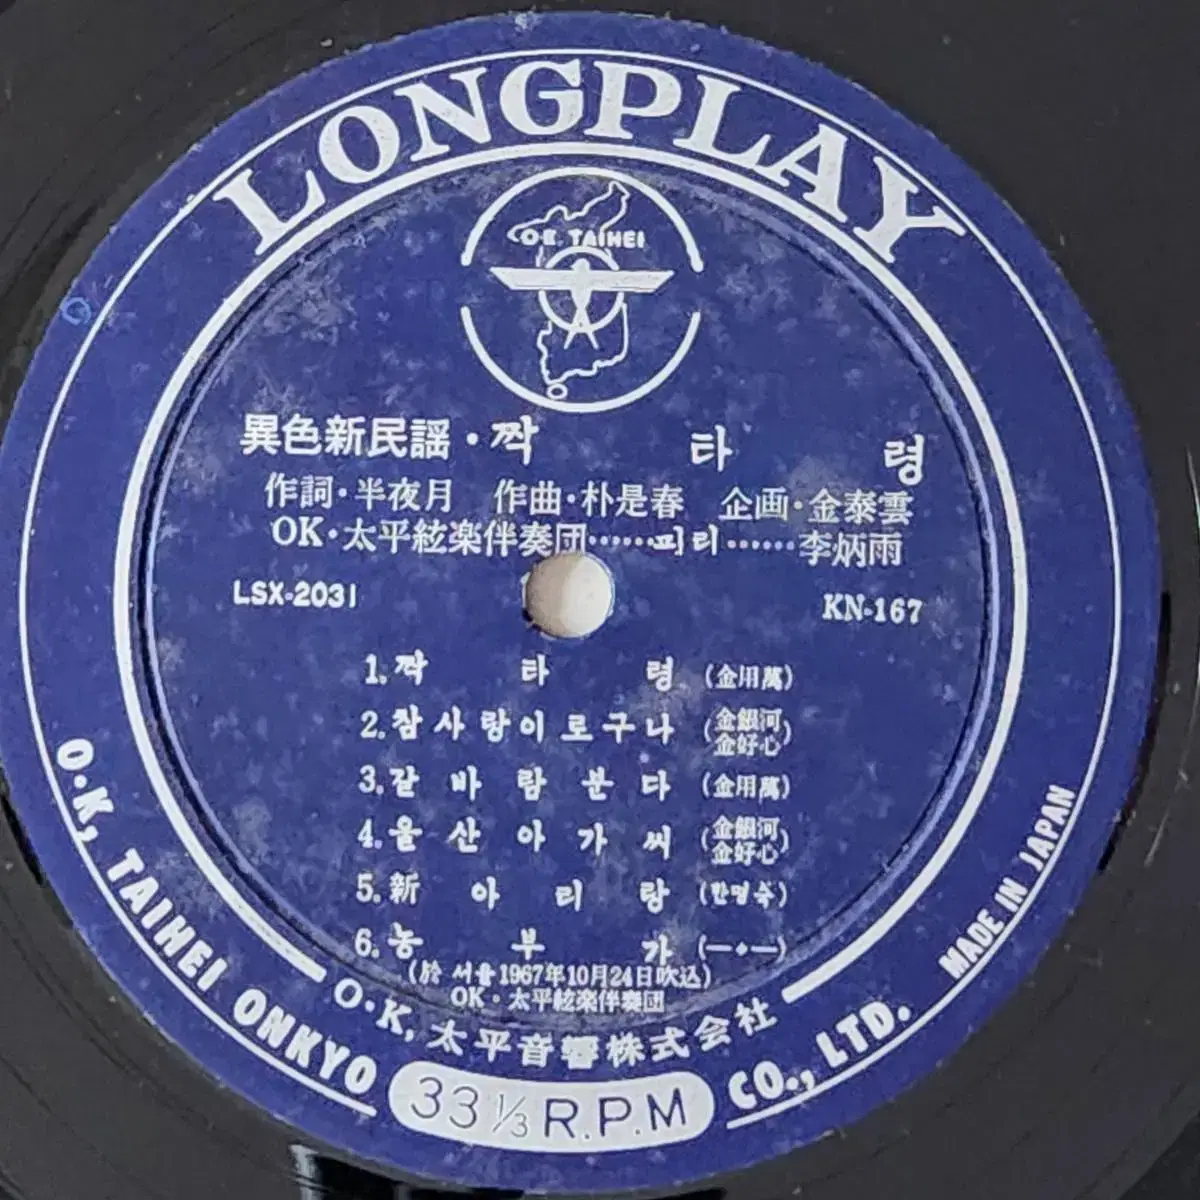 LONGPLAY
O.K. TAIHEI
異色新民謡・짝타령
作詞・半夜月 作曲・朴是春 企画・金泰雲
OK・太平絃楽伴奏団……피리……李炳雨
LSX-2031 KN-167
1.짝타령 (金用萬)
2.참사랑이로구나 (金銀河 金好心)
3.갈바람분다 (金用萬)
4.울산아가씨 (金銀河 金好心)
5.新아리랑 (한명숙)
6.농부가 (—・—)
(於 서울1967年10月24日吹込)
OK・太平絃楽伴奏団
O・K,太平音響株式会社
O.K, TAIHEI ONKYO CO., LTD.
MADE IN JAPAN
33 1/3 R.P.M